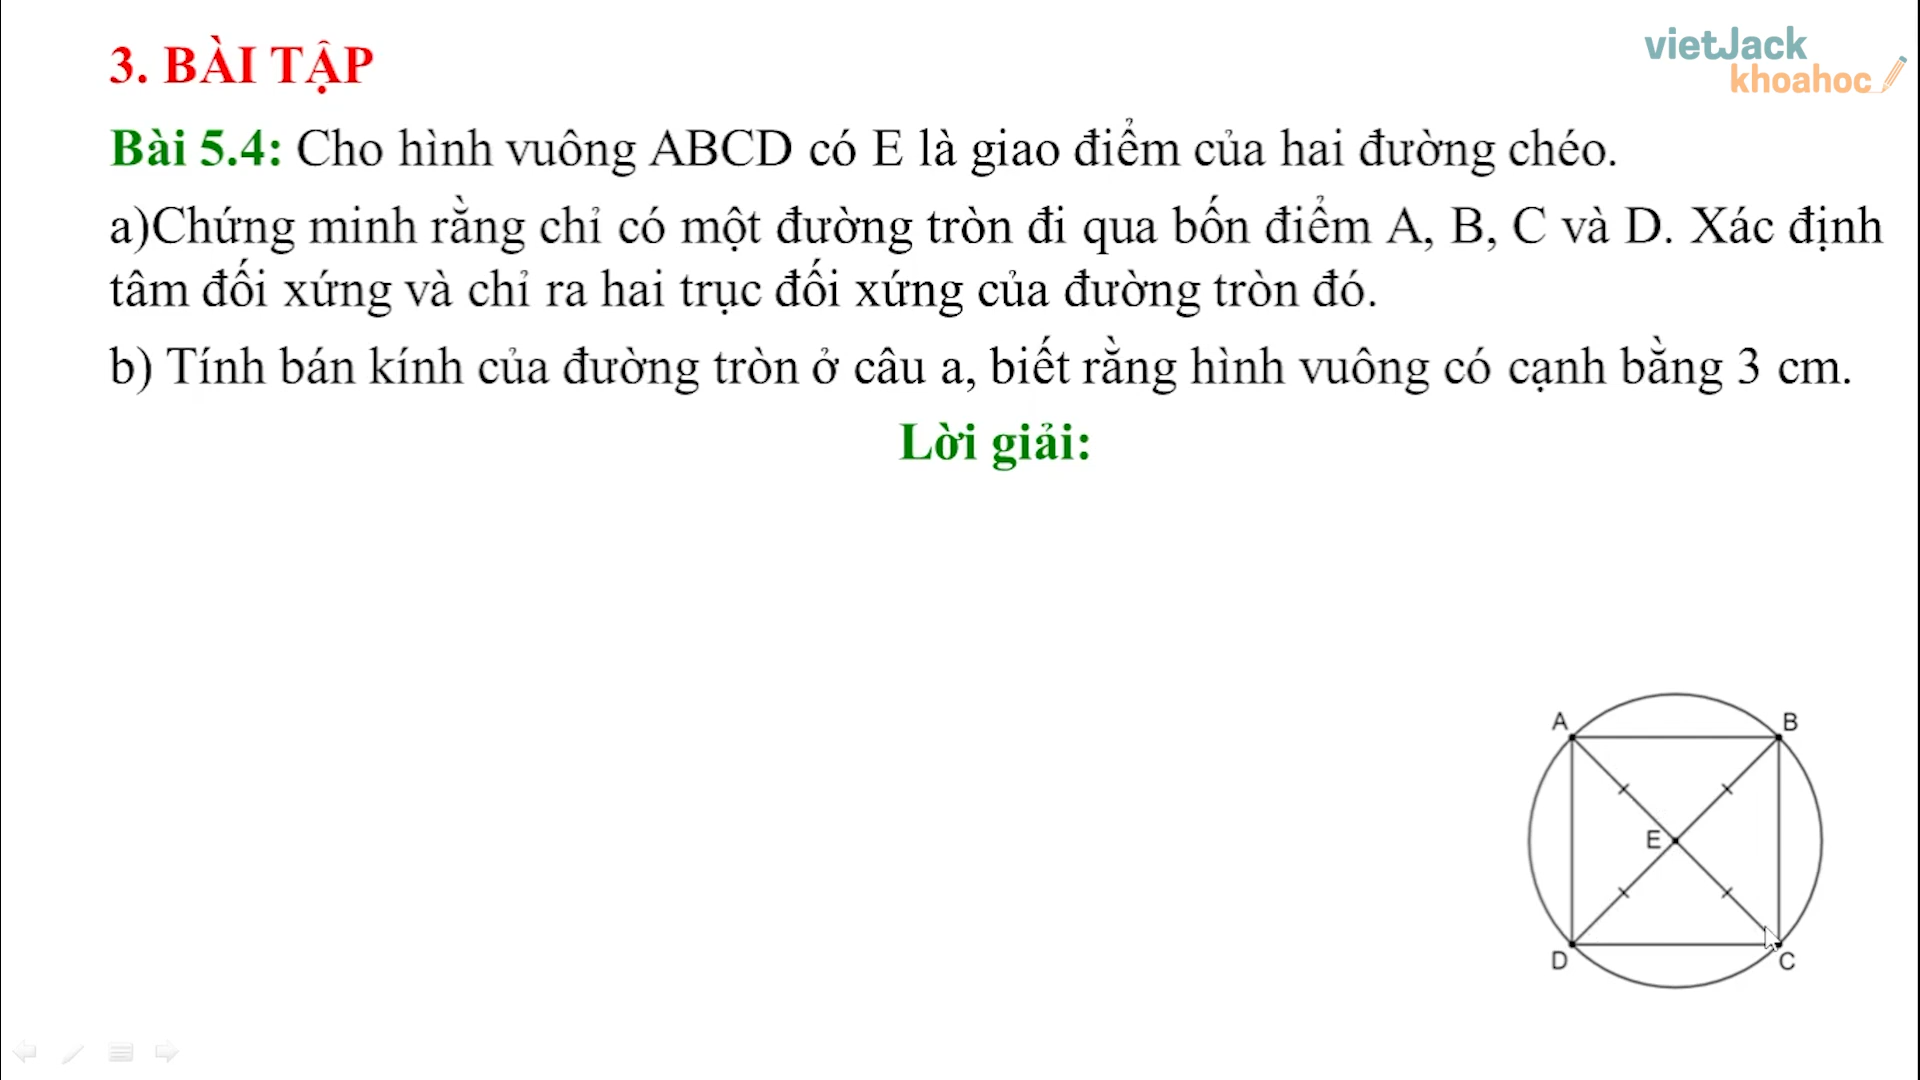 vietJack
khoahoc
3. BÀI TẬP
Bài 5.4: Cho hình vuông ABCD có E là giao điểm của hai đường chéo.
a)Chứng minh rằng chỉ có một đường tròn đi qua bốn điểm A, B, C và D. Xác định
tâm đối xứng và chỉ ra hai trục đối xứng của đường tròn đó.
b) Tính bán kính của đường tròn ở câu a, biết rằng hình vuông có cạnh bằng 3 cm.
Lời giải:
A B
E
D C